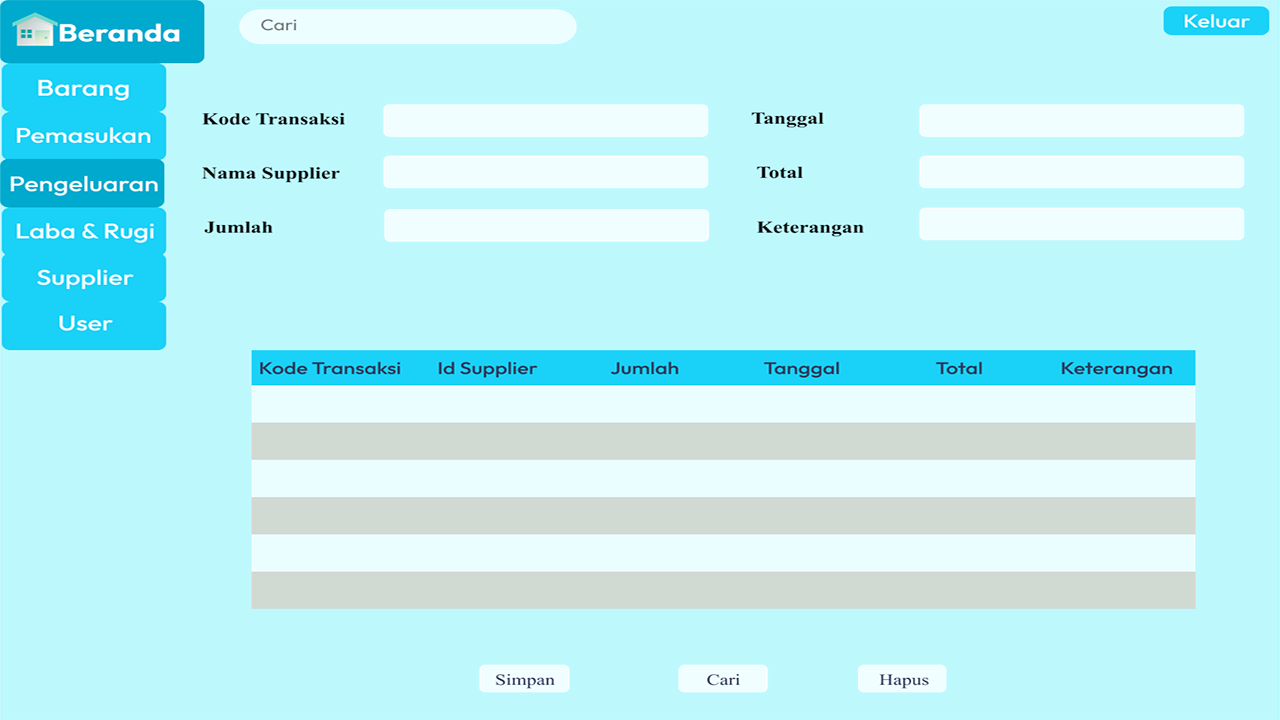 Beranda
Cari
Keluar
Barang
Pemasukan
Pengeluaran
Laba & Rugi
Supplier
User
Kode Transaksi
Tanggal
Nama Supplier
Total
Jumlah
Keterangan
Kode Transaksi Id Supplier Jumlah Tanggal Total Keterangan
Simpan Cari Hapus